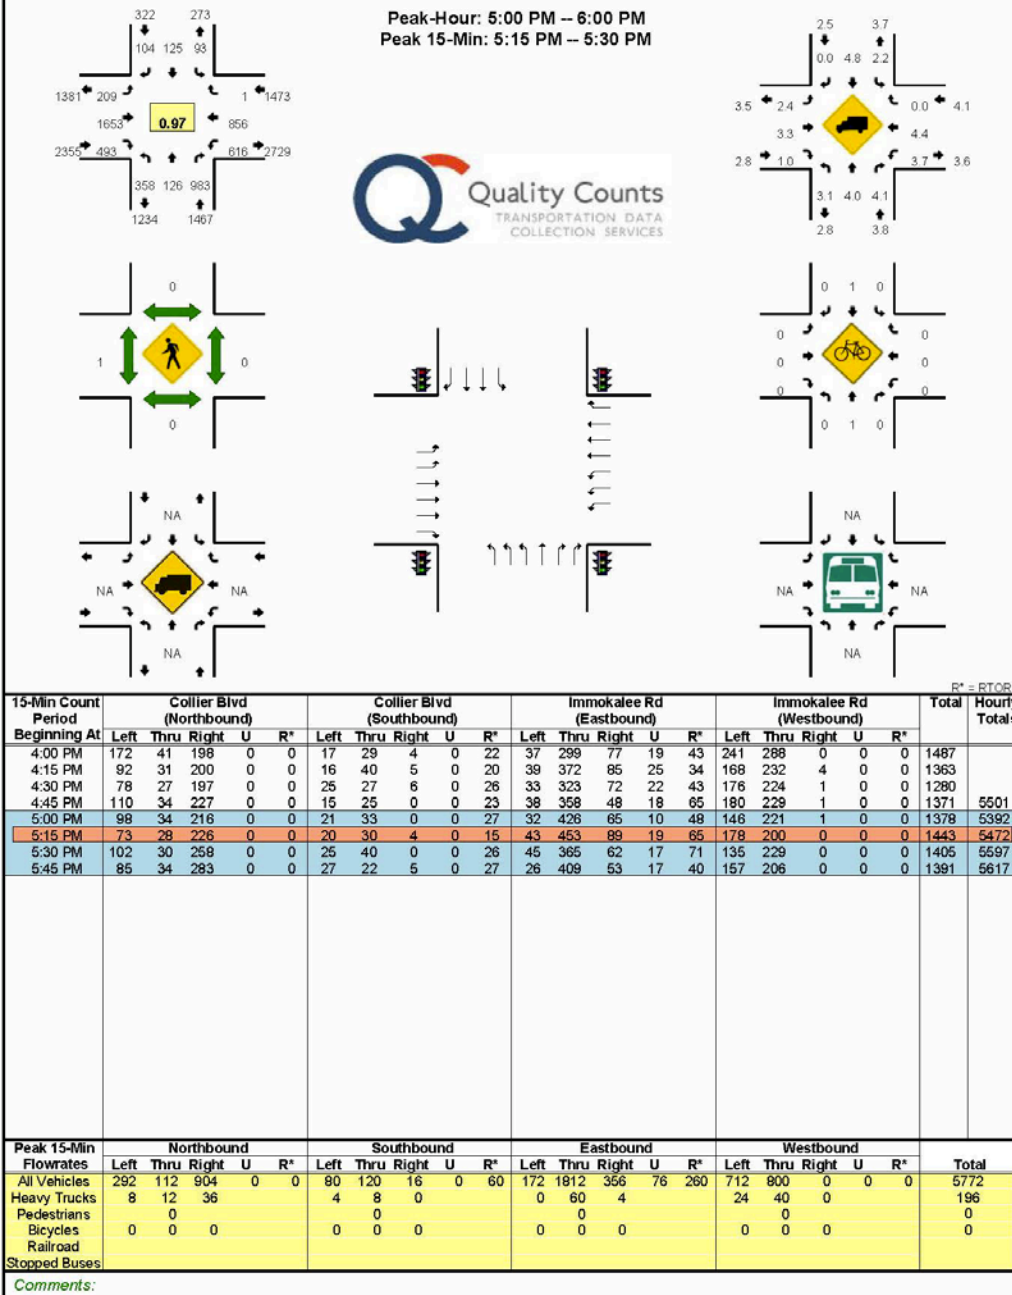 Peak-Hour: 5:00 PM -- 6:00 PM
Peak 15-Min: 5:15 PM -- 5:30 PM
322 273
104 125 93
1381 209 1 1473
1653 0.97 856
2355 493 616 2729
358 126 983
1234 1467
Quality Counts
TRANSPORTATION DATA
COLLECTION SERVICES
2.5 3.7
0.0 4.8 2.2
3.5 2.4 0.0 4.1
3.3 4.4
2.8 1.0 3.7 3.6
3.1 4.0 4.1
2.8 3.8
0
1 0
0
0 1 0
0 0
0 0
0 0
0 1 0
NA
NA NA
NA
NA
NA NA
NA
R* = RTOR
15-Min Count Period Beginning At Collier Blvd (Northbound) Collier Blvd (Southbound) Immokalee Rd (Eastbound) Immokalee Rd (Westbound) Total Hourly Totals
Left Thru Right U R* Left Thru Right U R* Left Thru Right U R* Left Thru Right U R*
4:00 PM 172 41 198 0 0 17 29 4 0 22 37 299 77 19 43 241 288 0 0 0 1487
4:15 PM 92 31 200 0 0 16 40 5 0 20 39 372 85 25 34 168 232 4 0 0 1363
4:30 PM 78 27 197 0 0 25 27 6 0 26 33 323 72 22 43 176 224 1 0 0 1280
4:45 PM 110 34 227 0 0 15 25 0 0 23 38 358 48 18 65 180 229 1 0 0 1371 5501
5:00 PM 98 34 216 0 0 21 33 0 0 27 32 426 65 10 48 146 221 1 0 0 1378 5392
5:15 PM 73 28 226 0 0 20 30 4 0 15 43 453 89 19 65 178 200 0 0 0 1443 5472
5:30 PM 102 30 258 0 0 25 40 0 0 26 45 365 62 17 71 135 229 0 0 0 1405 5597
5:45 PM 85 34 283 0 0 27 22 5 0 27 26 409 53 17 40 157 206 0 0 0 1391 5617
Peak 15-Min Flowrates Northbound Southbound Eastbound Westbound
Left Thru Right U R* Left Thru Right U R* Left Thru Right U R* Left Thru Right U R* Total
All Vehicles 292 112 904 0 0 80 120 16 0 60 172 1812 356 76 260 712 800 0 0 0 5772
Heavy Trucks 8 12 36 4 8 0 0 60 4 24 40 0 196
Pedestrians 0 0 0 0 0
Bicycles 0 0 0 0 0 0 0 0 0 0 0 0 0
Railroad
Stopped Buses
Comments: